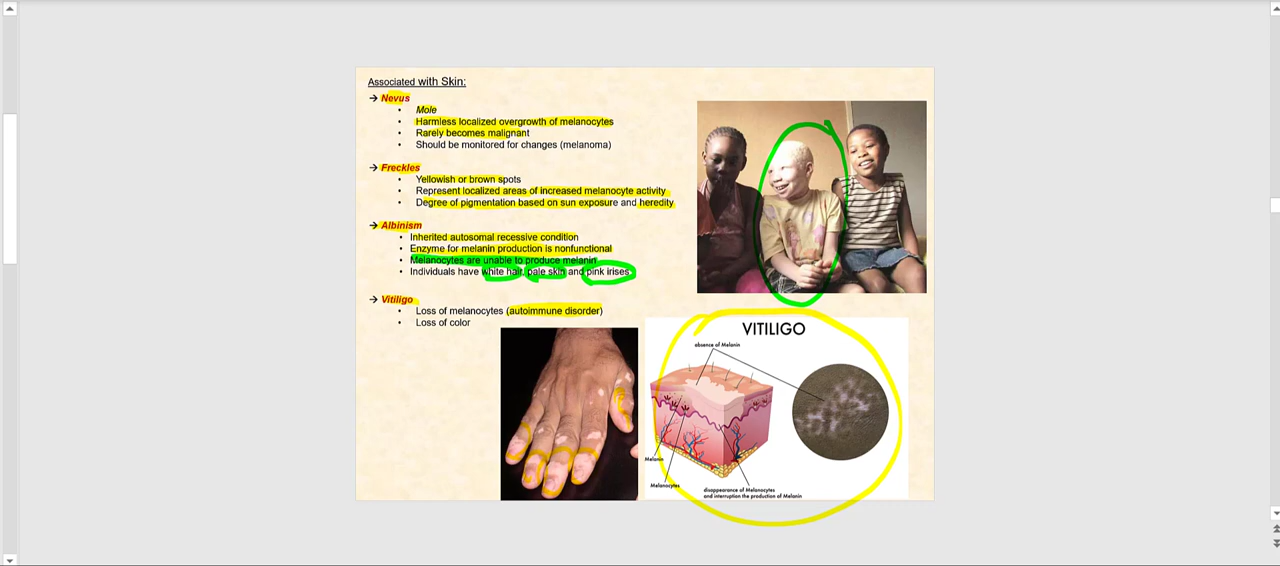 Associated with Skin:
→ Nevus
• Mole
• Harmless localized overgrowth of melanocytes
• Rarely becomes malignant
• Should be monitored for changes (melanoma)
→ Freckles
• Yellowish or brown spots
• Represent localized areas of increased melanocyte activity
• Degree of pigmentation based on sun exposure and heredity
→ Albinism
• Inherited autosomal recessive condition
• Enzyme for melanin production is nonfunctional
• Melanocytes are unable to produce melanin
• Individuals have white hair, pale skin and pink irises
→ Vitiligo
• Loss of melanocytes (autoimmune disorder)
• Loss of color
VITILIGO
absence of Melanin
Melanin
Melanocytes
disappearance of Melanocytes
and interruption the production of Melanin